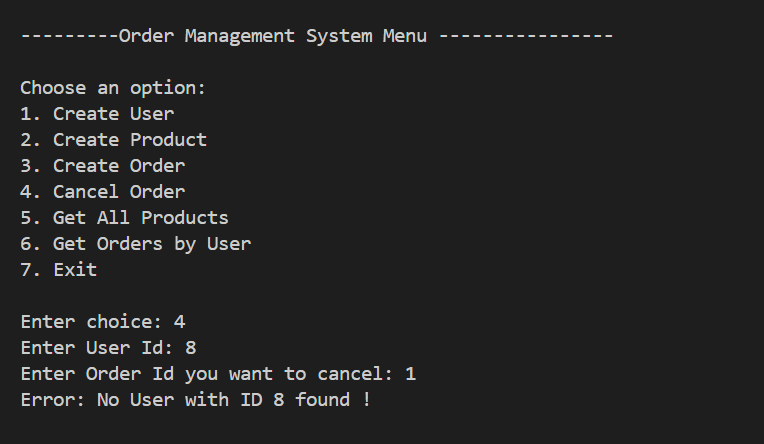 ---------Order Management System Menu ----------------
Choose an option:
1. Create User
2. Create Product
3. Create Order
4. Cancel Order
5. Get All Products
6. Get Orders by User
7. Exit
Enter choice: 4
Enter User Id: 8
Enter Order Id you want to cancel: 1
Error: No User with ID 8 found !